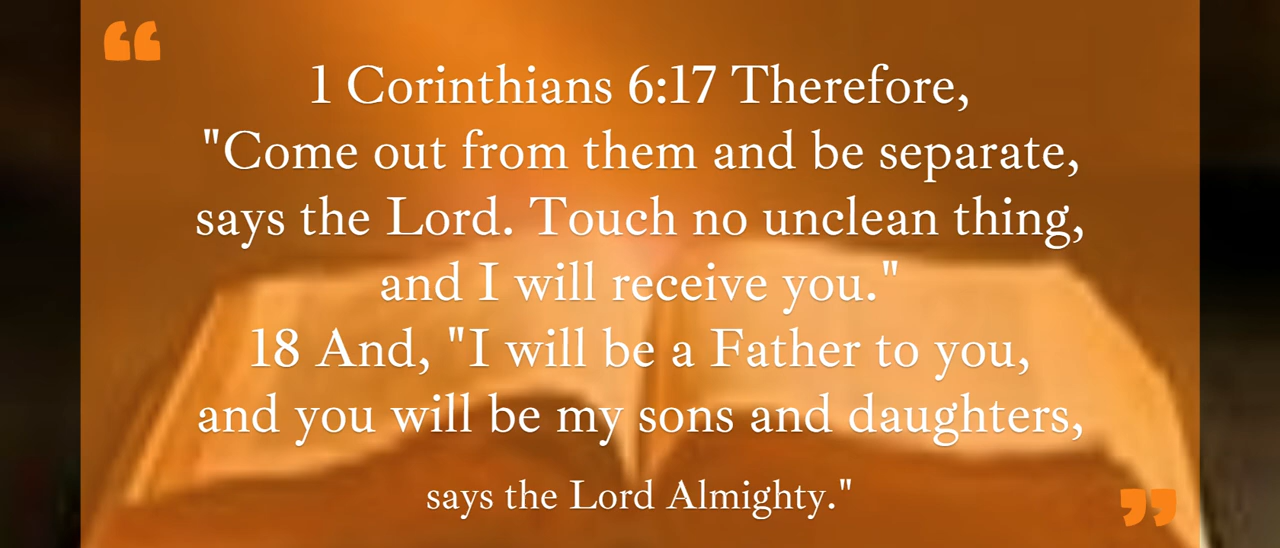 1 Corinthians 6:17 Therefore,
"Come out from them and be separate,
says the Lord. Touch no unclean thing,
and I will receive you."
18 And, "I will be a Father to you,
and you will be my sons and daughters,
says the Lord Almighty."